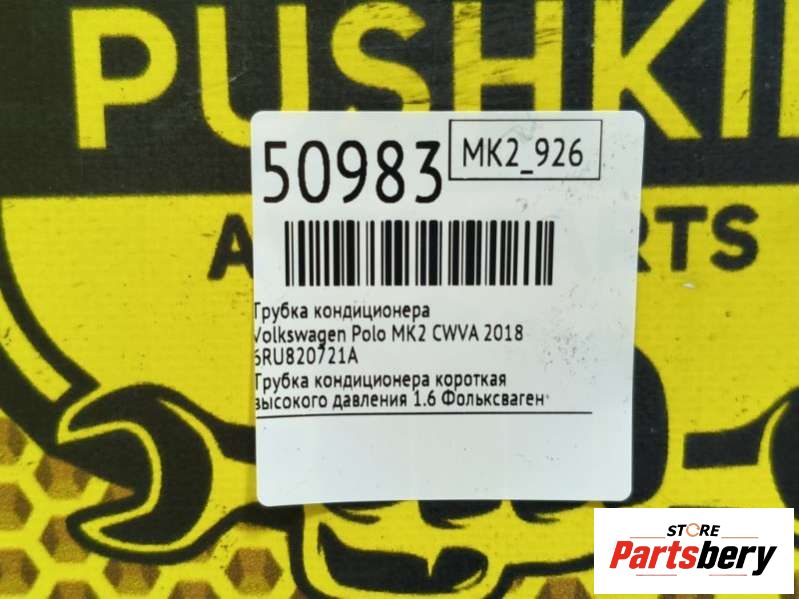 PUSHKI
50983
MK2_926
A
RTS
Трубка кондиционера
Volkswagen Polo MK2 CWVA 2018
6RU820721A
Трубка кондиционера короткая
высокого давления 1.6 Фольксваген
STORE
Partsbery